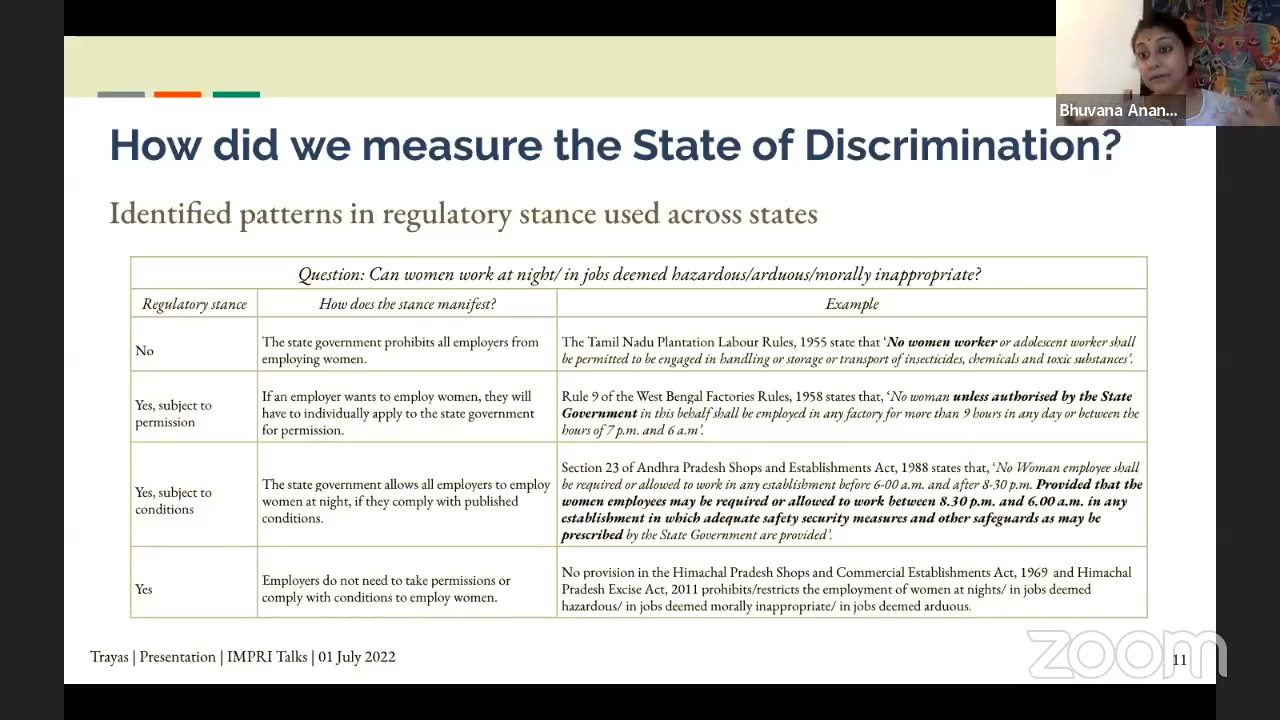 Bhuvana Anan...
How did we measure the State of Discrimination?
Identified patterns in regulatory stance used across states
Question: Can women work at night/ in jobs deemed hazardous/arduous/morally inappropriate?
Regulatory stance
How does the stance manifest?
Example
No
The state government prohibits all employers from
employing women.
The Tamil Nadu Plantation Labour Rules, 1955 state that ‘No women worker or adolescent worker shall
be permitted to be engaged in handling or storage or transport of insecticides, chemicals and toxic substances’.
Yes, subject to
permission
If an employer wants to employ women, they will
have to individually apply to the state government
for permission.
Rule 9 of the West Bengal Factories Rules, 1958 states that, ‘No woman unless authorised by the State
Government in this behalf shall be employed in any factory for more than 9 hours in any day or between the
hours of 7 p.m. and 6 a.m’.
Yes, subject to
conditions
The state government allows all employers to employ
women at night, if they comply with published
conditions.
Section 23 of Andhra Pradesh Shops and Establishments Act, 1988 states that, ‘No Woman employee shall
be required or allowed to work in any establishment before 6-00 a.m. and after 8-30 p.m. Provided that the
women employees may be required or allowed to work between 8.30 p.m. and 6.00 a.m. in any
establishment in which adequate safety security measures and other safeguards as may be
prescribed by the State Government are provided’.
Yes
Employers do not need to take permissions or
comply with conditions to employ women.
No provision in the Himachal Pradesh Shops and Commercial Establishments Act, 1969 and Himachal
Pradesh Excise Act, 2011 prohibits/restricts the employment of women at nights/ in jobs deemed
hazardous/ in jobs deemed morally inappropriate/ in jobs deemed arduous.
Trayas | Presentation | IMPRI Talks | 01 July 2022
zoom
11